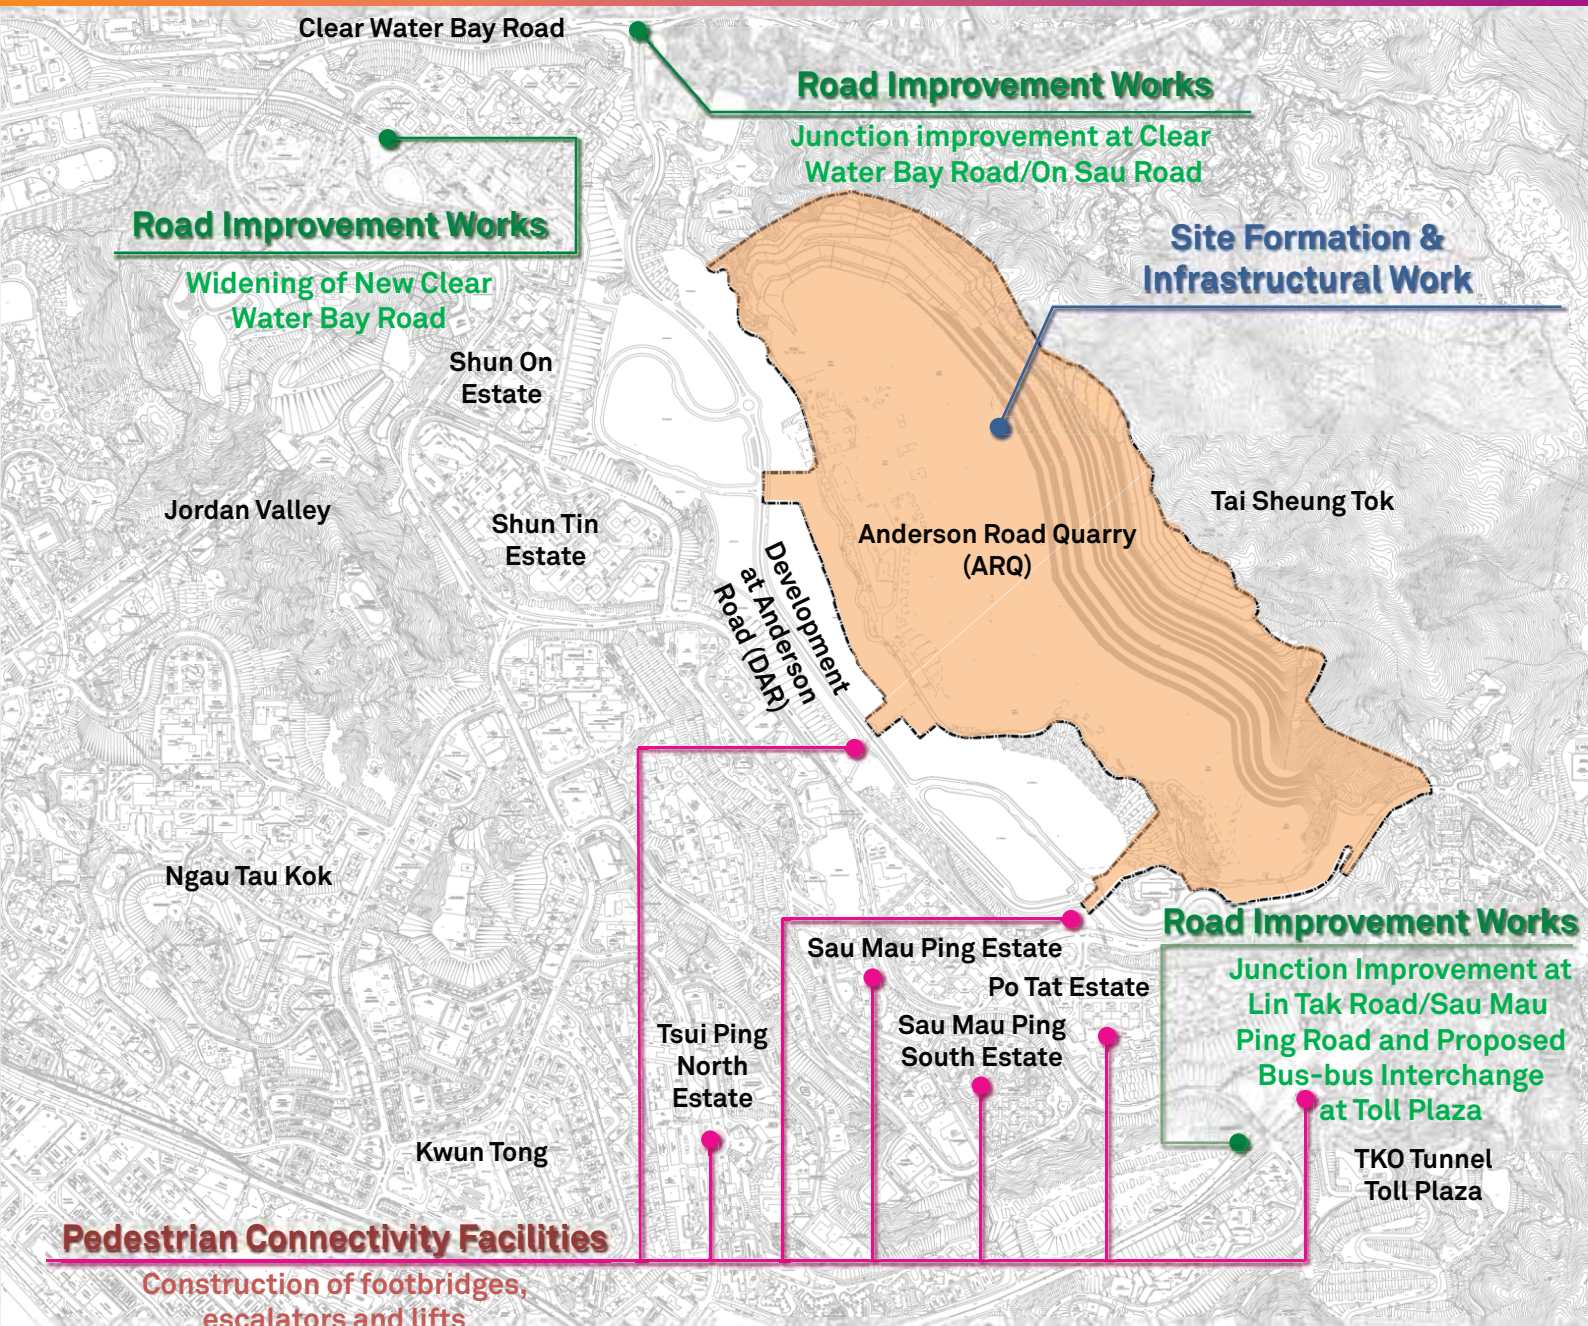 Clear Water Bay Road
Road Improvement Works
Junction improvement at Clear
Water Bay Road/On Sau Road
Road Improvement Works
Widening of New Clear
Water Bay Road
Site Formation &
Infrastructural Work
Shun On
Estate
Jordan Valley
Shun Tin
Estate
Anderson Road Quarry
(ARQ)
Tai Sheung Tok
Development
at Anderson
Road (DAR)
Ngau Tau Kok
Sau Mau Ping Estate
Po Tat Estate
Sau Mau Ping
South Estate
Tsui Ping
North
Estate
Kwun Tong
Road Improvement Works
Junction Improvement at
Lin Tak Road/Sau Mau
Ping Road and Proposed
Bus-bus Interchange
at Toll Plaza
TKO Tunnel
Toll Plaza
Pedestrian Connectivity Facilities
Construction of footbridges,
escalators and lifts